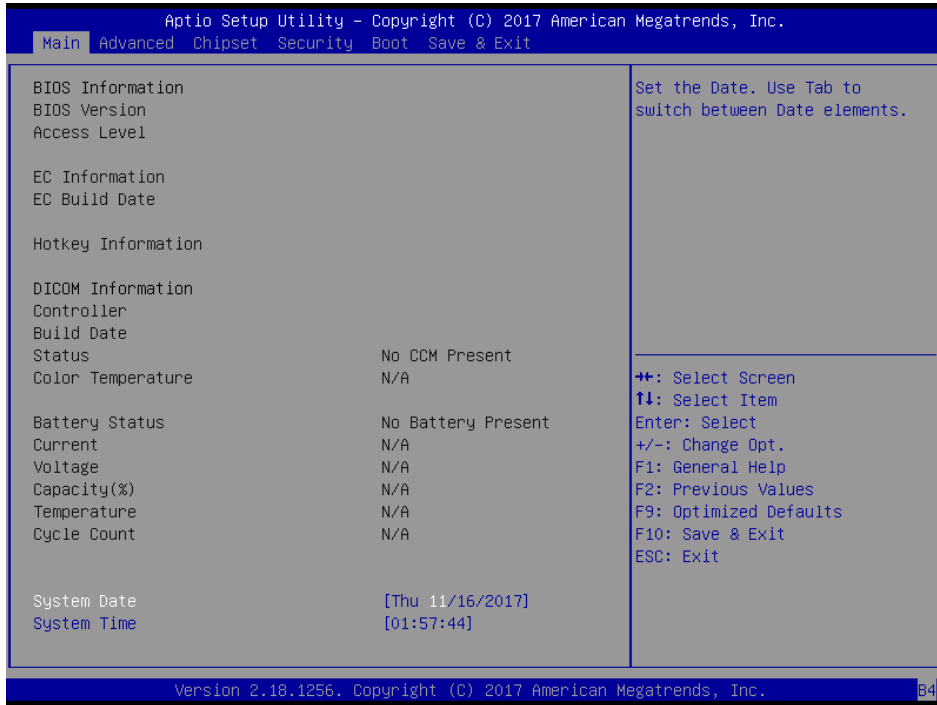 Aptio Setup Utility – Copyright (C) 2017 American Megatrends, Inc.
Main Advanced Chipset Security Boot Save & Exit
BIOS Information
BIOS Version
Access Level
EC Information
EC Build Date
Hotkey Information
DICOM Information
Controller
Build Date
Status No CCM Present
Color Temperature N/A
Battery Status No Battery Present
Current N/A
Voltage N/A
Capacity(%) N/A
Temperature N/A
Cycle Count N/A
System Date [Thu 11/16/2017]
System Time [01:57:44]
Set the Date. Use Tab to
switch between Date elements.
→←: Select Screen
↑↓: Select Item
Enter: Select
+/-: Change Opt.
F1: General Help
F2: Previous Values
F9: Optimized Defaults
F10: Save & Exit
ESC: Exit
Version 2.18.1256. Copyright (C) 2017 American Megatrends, Inc.
B4